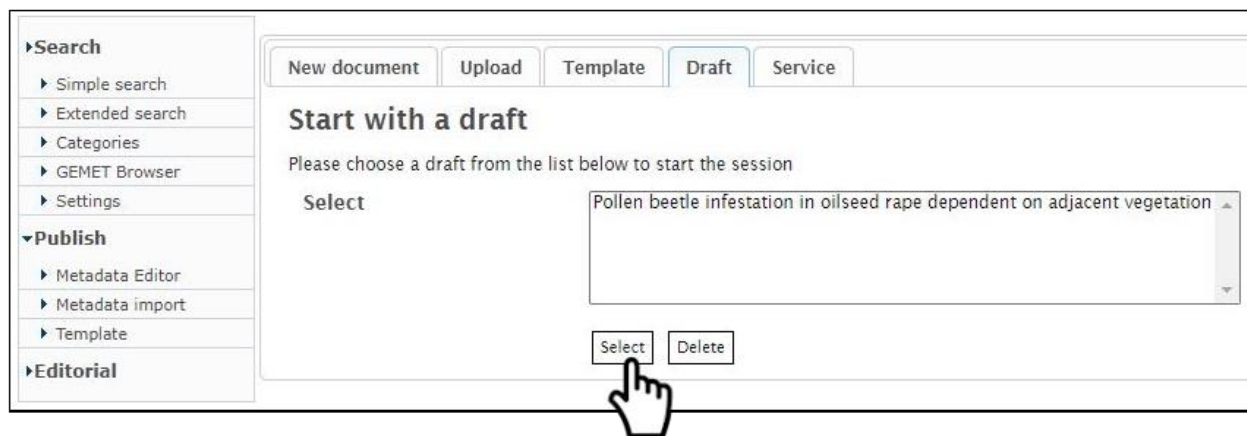 Search
Simple search
Extended search
Categories
GEMET Browser
Settings
Publish
Metadata Editor
Metadata import
Template
Editorial
New document Upload Template Draft Service
Start with a draft
Please choose a draft from the list below to start the session
Select Pollen beetle infestation in oilseed rape dependent on adjacent vegetation
Select Delete